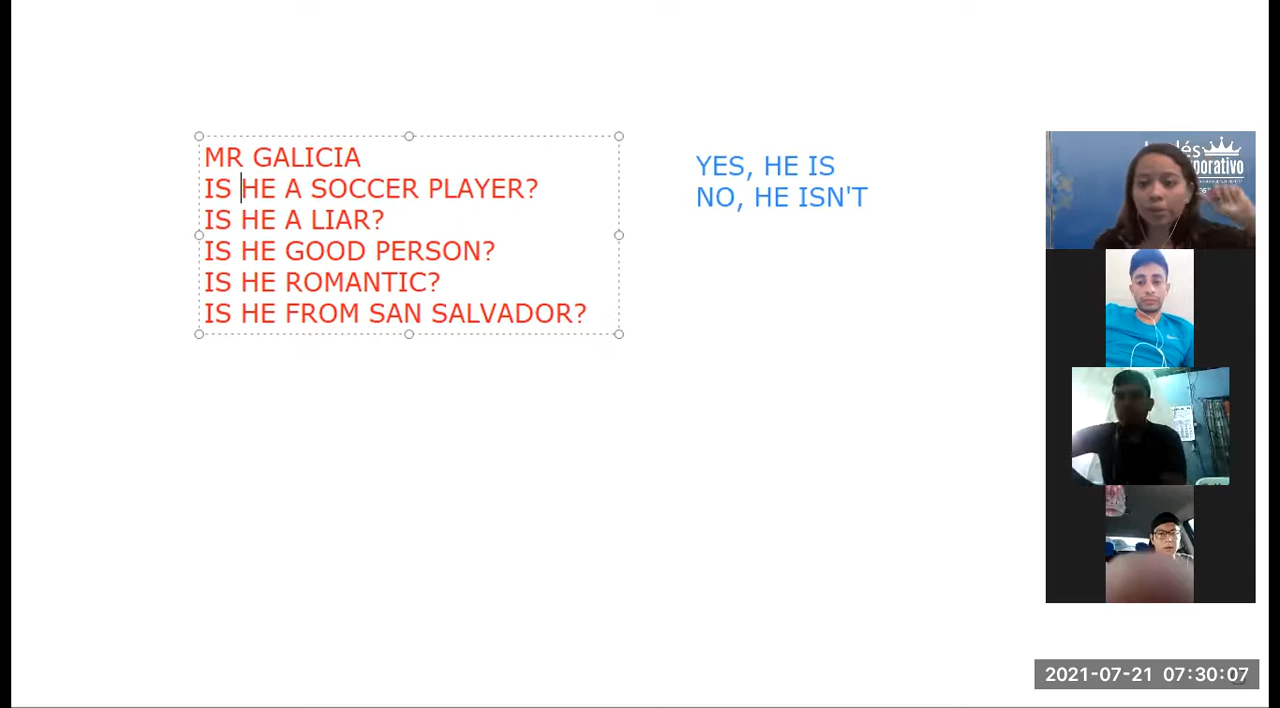 MR GALICIA
IS HE A SOCCER PLAYER?
IS HE A LIAR?
IS HE GOOD PERSON?
IS HE ROMANTIC?
IS HE FROM SAN SALVADOR?
YES, HE IS
NO, HE ISN'T
2021-07-21 07:30:07